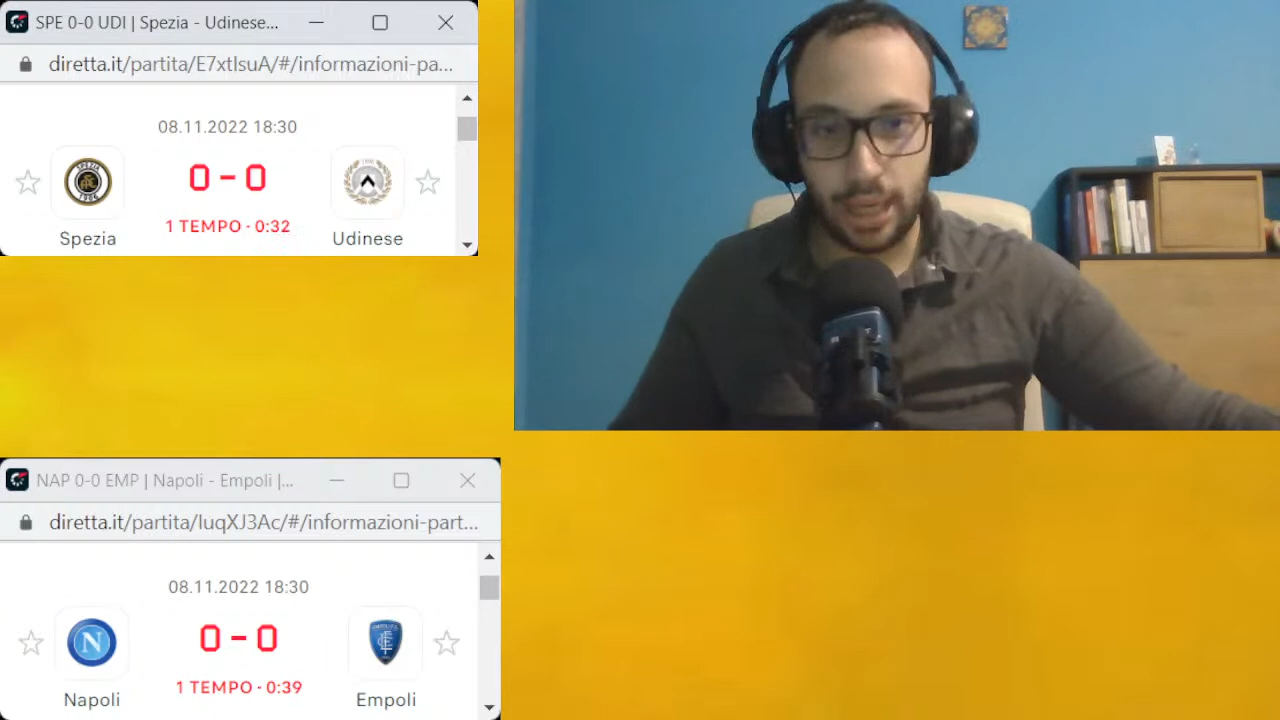 SPE 0-0 UDI | Spezia - Udinese...
diretta.it/partita/E7xtlsuA/#/informazioni-pa...
08.11.2022 18:30
0 - 0
1 TEMPO · 0:32
Spezia
Udinese
NAP 0-0 EMP | Napoli - Empoli |...
diretta.it/partita/IuqXJ3Ac/#/informazioni-part...
08.11.2022 18:30
N
0 - 0
1 TEMPO · 0:39
Napoli
Empoli